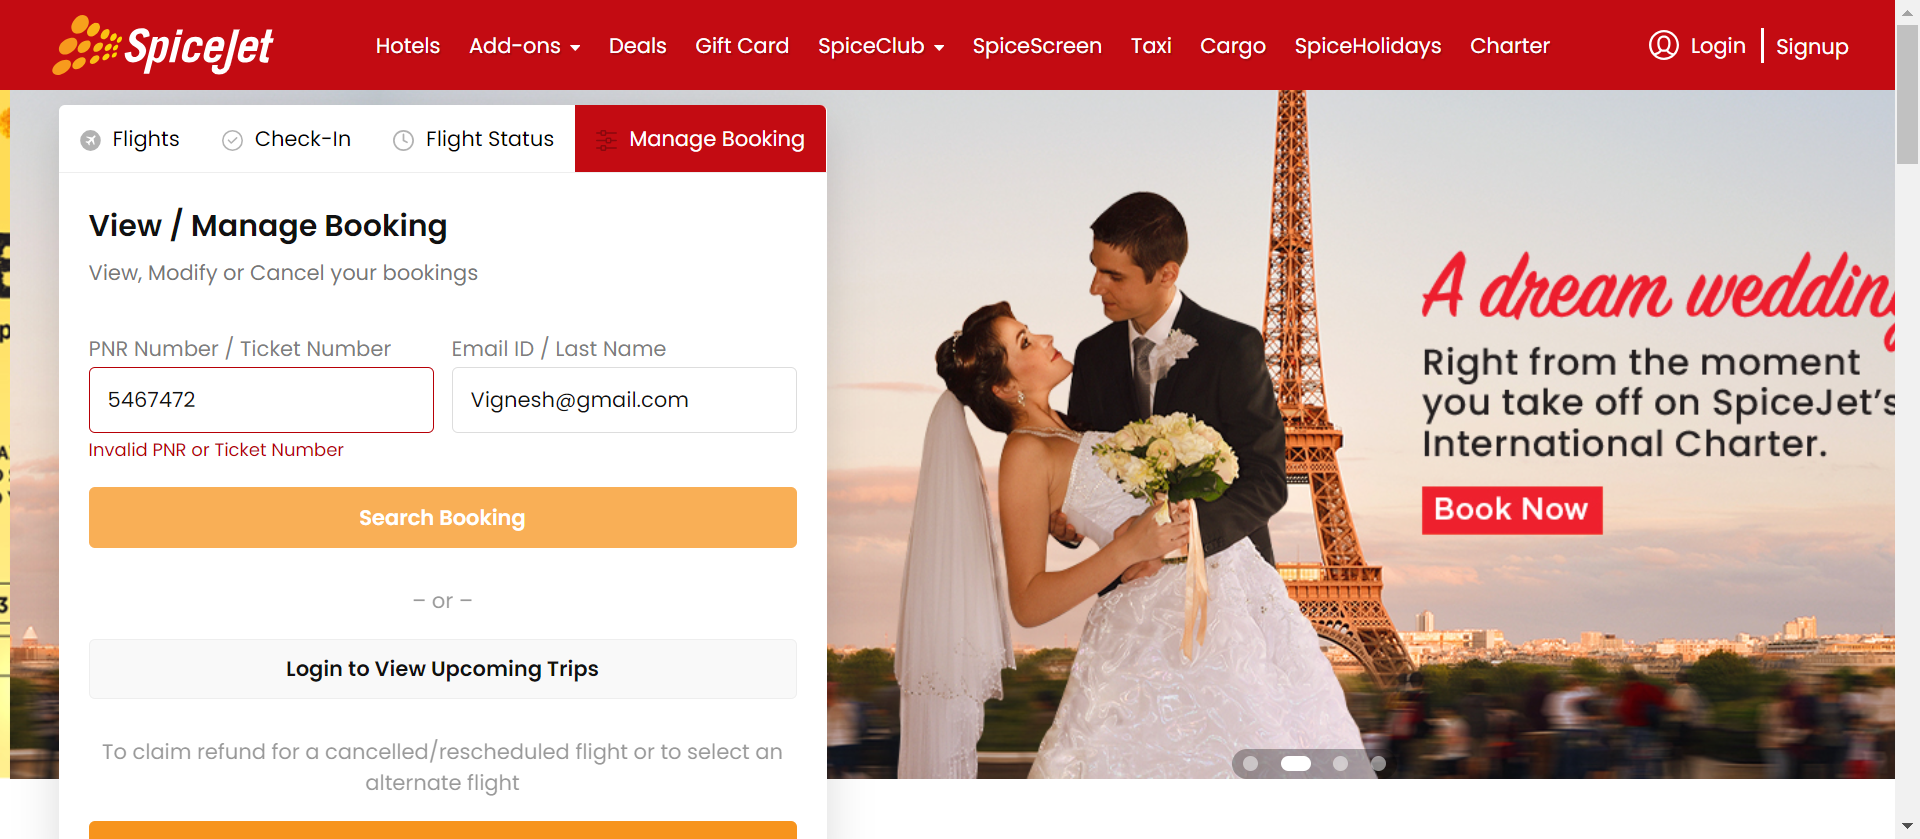 SpiceJet
Hotels
Add-ons
Deals
Gift Card
SpiceClub
SpiceScreen
Taxi
Cargo
SpiceHolidays
Charter
Login
Signup
Flights
Check-In
Flight Status
Manage Booking
View / Manage Booking
View, Modify or Cancel your bookings
PNR Number / Ticket Number
Email ID / Last Name
5467472
Vignesh@gmail.com
Invalid PNR or Ticket Number
Search Booking
– or –
Login to View Upcoming Trips
To claim refund for a cancelled/rescheduled flight or to select an
alternate flight
A dream wedding
Right from the moment
you take off on SpiceJet's
International Charter.
Book Now